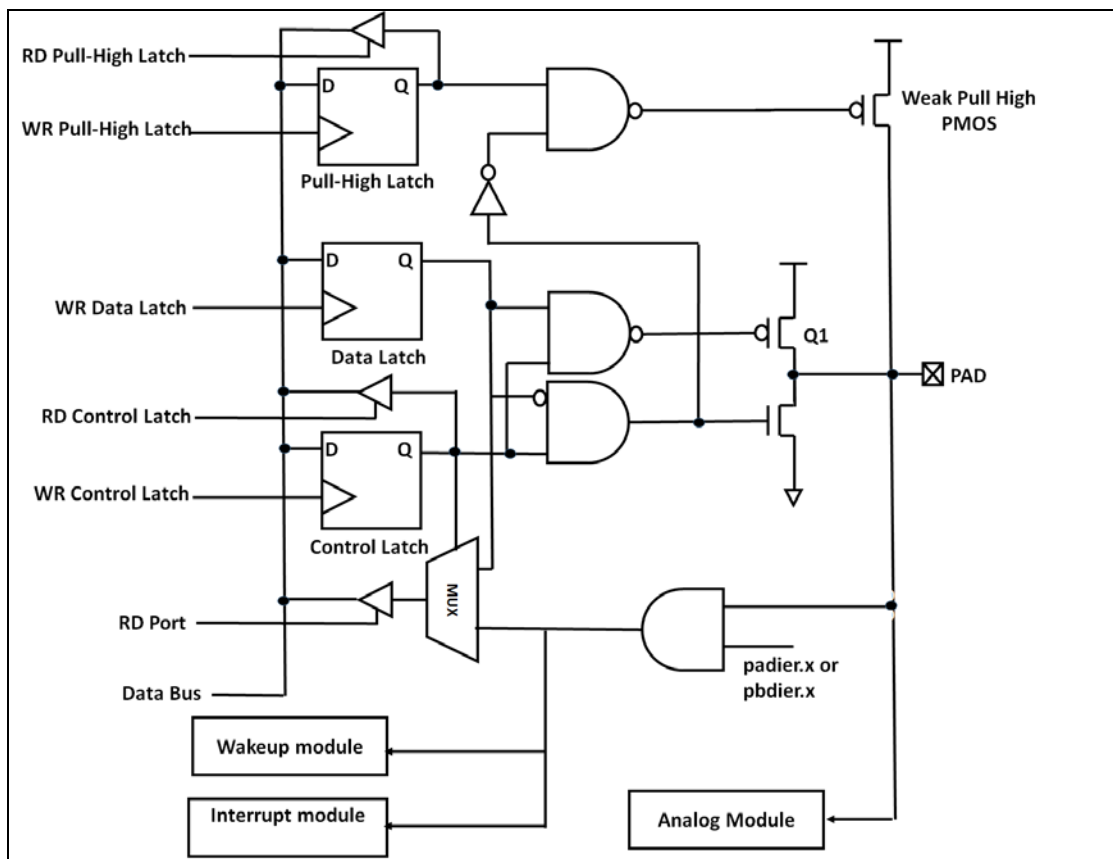 RD Pull-High Latch
D Q
WR Pull-High Latch
Pull-High Latch
Weak Pull High
PMOS
D Q
WR Data Latch
Data Latch
Q1
PAD
RD Control Latch
D Q
WR Control Latch
Control Latch
MUX
RD Port
padier.x or
pbdier.x
Data Bus
Wakeup module
Interrupt module
Analog Module